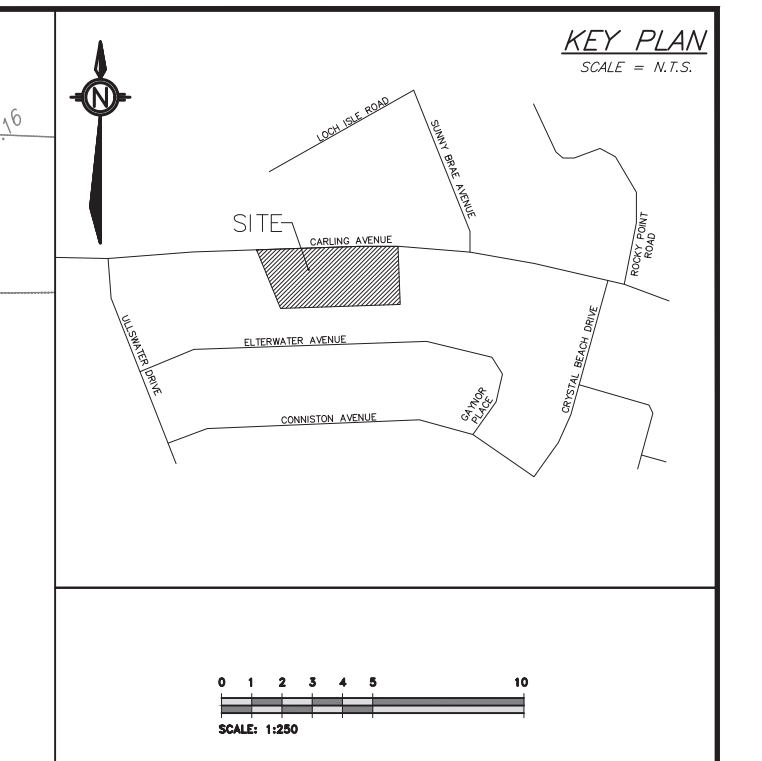 KEY PLAN
SCALE = N.T.S.
N
.16
LOCH ISLE ROAD
SUNNY BRAE AVENUE
SITE
CARLING AVENUE
ROCKY POINT
ROAD
ULLSWATER DRIVE
ELTERWATER AVENUE
CRYSTAL BEACH DRIVE
GAYNOR
PLACE
CONNISTON AVENUE
0 1 2 3 4 5 10
SCALE: 1:250